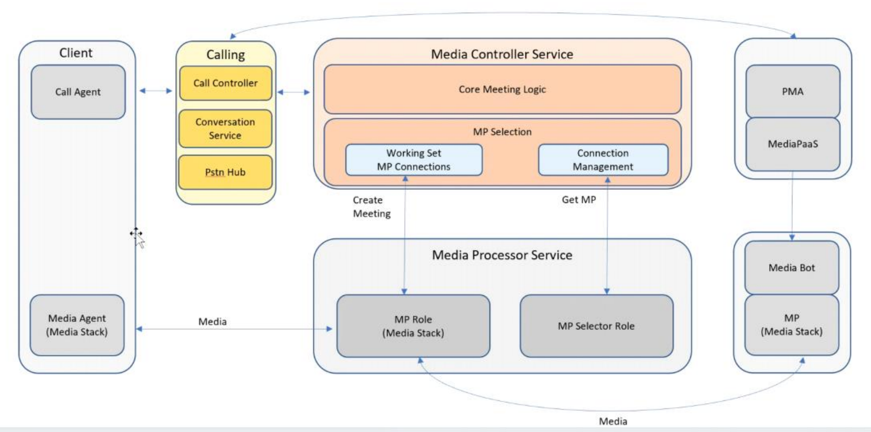 Client
Call Agent
Media Agent
(Media Stack)
Calling
Call Controller
Conversation
Service
Pstn Hub
Media Controller Service
Core Meeting Logic
MP Selection
Working Set
MP Connections
Connection
Management
Create
Meeting
Get MP
Media Processor Service
MP Role
(Media Stack)
MP Selector Role
Media
PMA
MediaPaaS
Media Bot
MP
(Media Stack)
Media